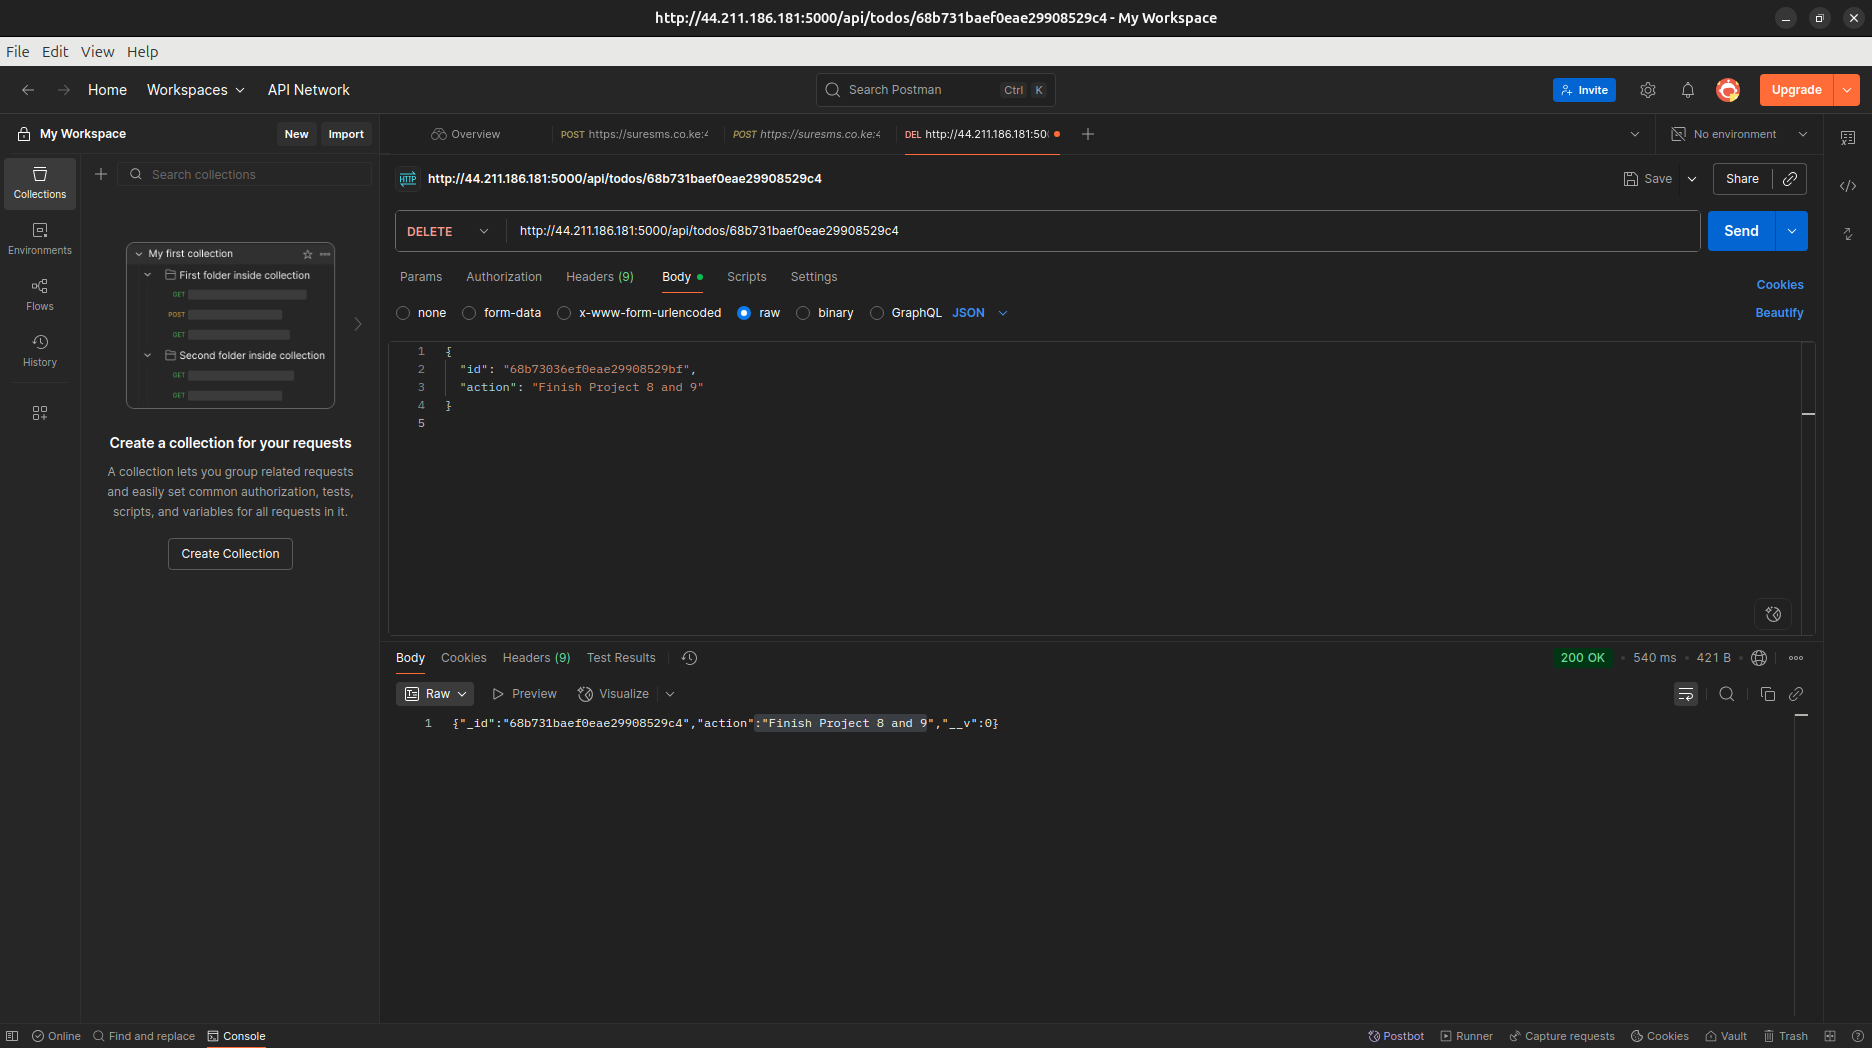 http://44.211.186.181:5000/api/todos/68b731baef0eae29908529c4 - My Workspace
File Edit View Help
Home Workspaces API Network
Search Postman Ctrl K
Invite
Upgrade
My Workspace New Import
Overview
POST https://suresms.co.ke:4
POST https://suresms.co.ke:4
DEL http://44.211.186.181:50
No environment
Search collections
Collections
Environments
Flows
History
My first collection
First folder inside collection
GET
POST
GET
Second folder inside collection
GET
GET
Create a collection for your requests
A collection lets you group related requests
and easily set common authorization, tests,
scripts, and variables for all requests in it.
Create Collection
HTTP http://44.211.186.181:5000/api/todos/68b731baef0eae29908529c4
Save Share
DELETE http://44.211.186.181:5000/api/todos/68b731baef0eae29908529c4
Send
Params Authorization Headers (9) Body Scripts Settings
Cookies
none form-data x-www-form-urlencoded raw binary GraphQL JSON
Beautify
1 {
2 "id": "68b73036ef0eae29908529bf",
3 "action": "Finish Project 8 and 9"
4 }
5
Body Cookies Headers (9) Test Results
200 OK • 540 ms • 421 B
Raw Preview Visualize
1 {"_id":"68b731baef0eae29908529c4","action":"Finish Project 8 and 9","__v":0}
Online Find and replace Console
Postbot Runner Capture requests Cookies Vault Trash